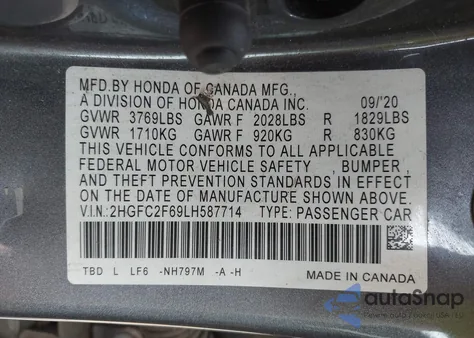 MFD.BY HONDA OF CANADA MFG.,
A DIVISION OF HONDA CANADA INC. 09/'20
GVWR 3769LBS GAWR F 2028LBS R 1829LBS
GVWR 1710KG GAWR F 920KG R 830KG
THIS VEHICLE CONFORMS TO ALL APPLICABLE
FEDERAL MOTOR VEHICLE SAFETY , BUMPER ,
AND THEFT PREVENTION STANDARDS IN EFFECT
ON THE DATE OF MANUFACTURE SHOWN ABOVE.
V.I.N: 2HGFC2F69LH587714 TYPE: PASSENGER CAR
TBD L LF6 -NH797M -A -H
MADE IN CANADA
autoSnap